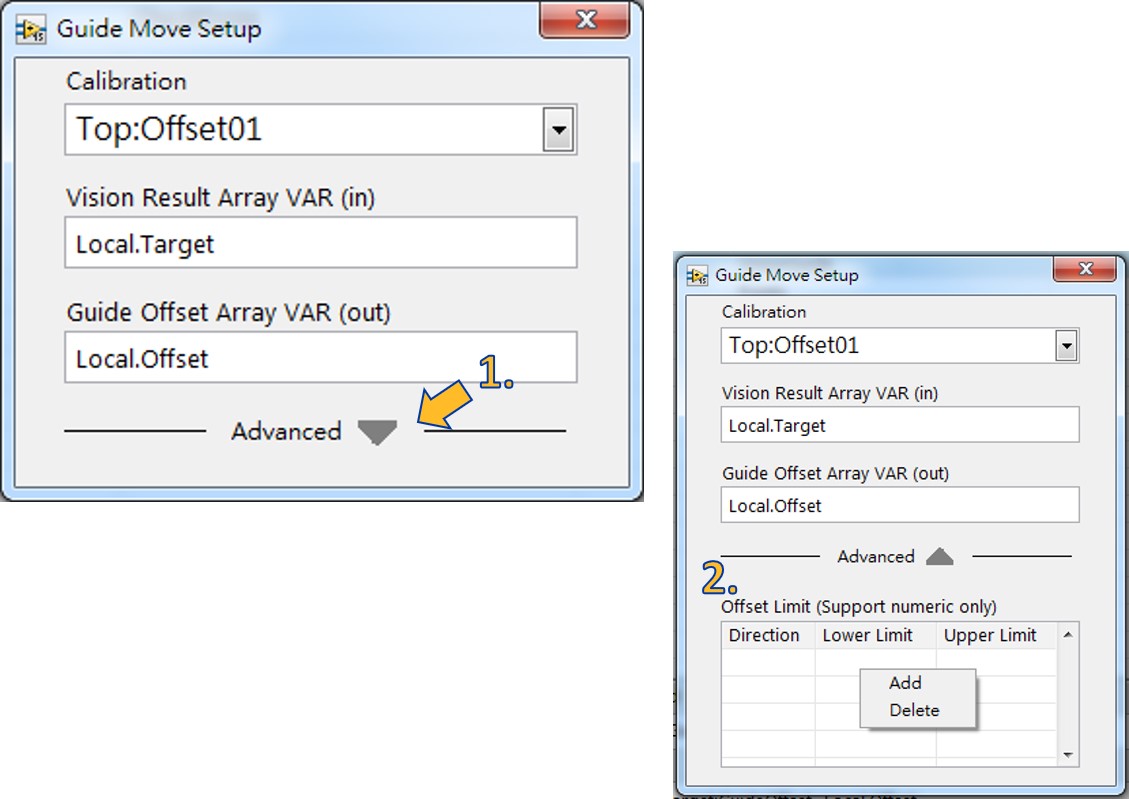 Guide Move Setup
Calibration
Top:Offset01
Vision Result Array VAR (in)
Local.Target
Guide Offset Array VAR (out)
Local.Offset
1.
Advanced
Guide Move Setup
Calibration
Top:Offset01
Vision Result Array VAR (in)
Local.Target
Guide Offset Array VAR (out)
Local.Offset
Advanced
2.
Offset Limit (Support numeric only)
Direction Lower Limit Upper Limit
Add
Delete